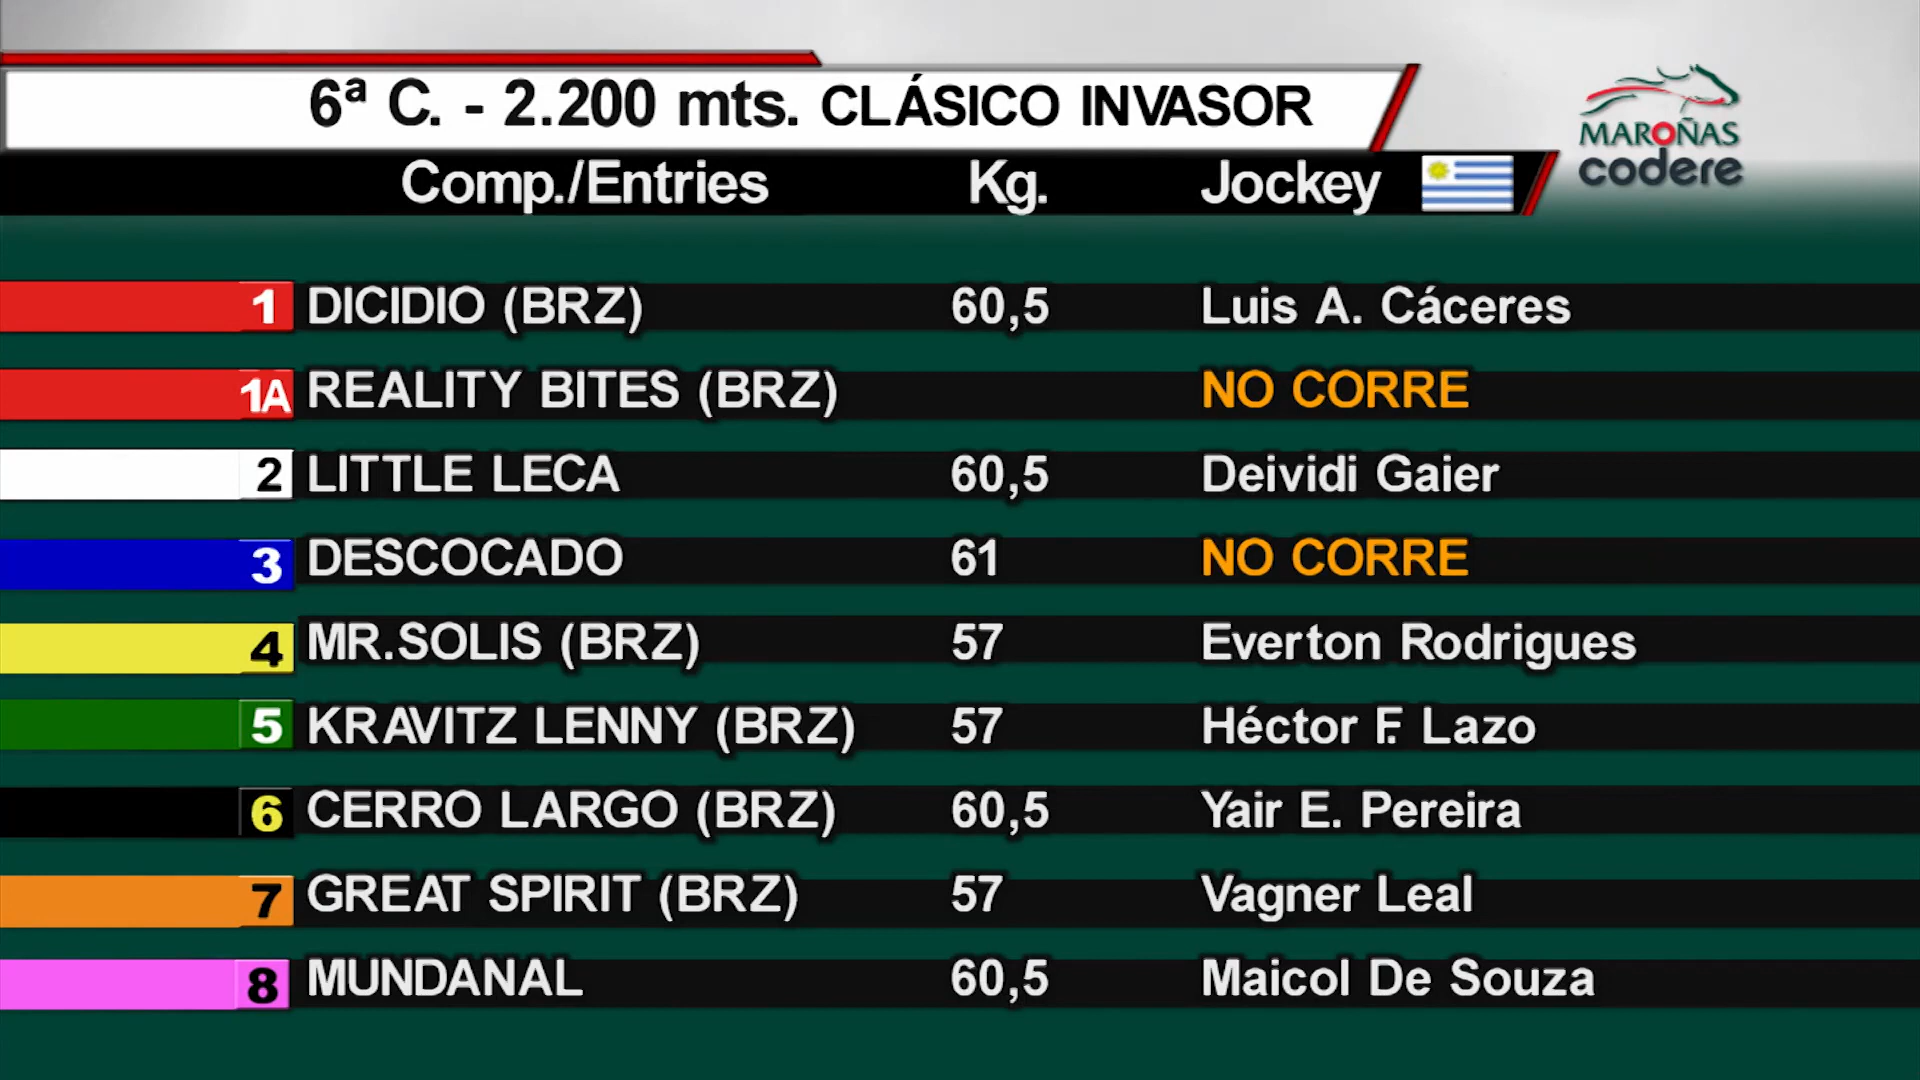 6ª C. - 2.200 mts. CLÁSICO INVASOR
MAROÑAS
codere
Comp./Entries Kg. Jockey
1 DICIDIO (BRZ) 60,5 Luis A. Cáceres
1A REALITY BITES (BRZ) NO CORRE
2 LITTLE LECA 60,5 Deividi Gaier
3 DESCOCADO 61 NO CORRE
4 MR.SOLIS (BRZ) 57 Everton Rodrigues
5 KRAVITZ LENNY (BRZ) 57 Héctor F. Lazo
6 CERRO LARGO (BRZ) 60,5 Yair E. Pereira
7 GREAT SPIRIT (BRZ) 57 Vagner Leal
8 MUNDANAL 60,5 Maicol De Souza